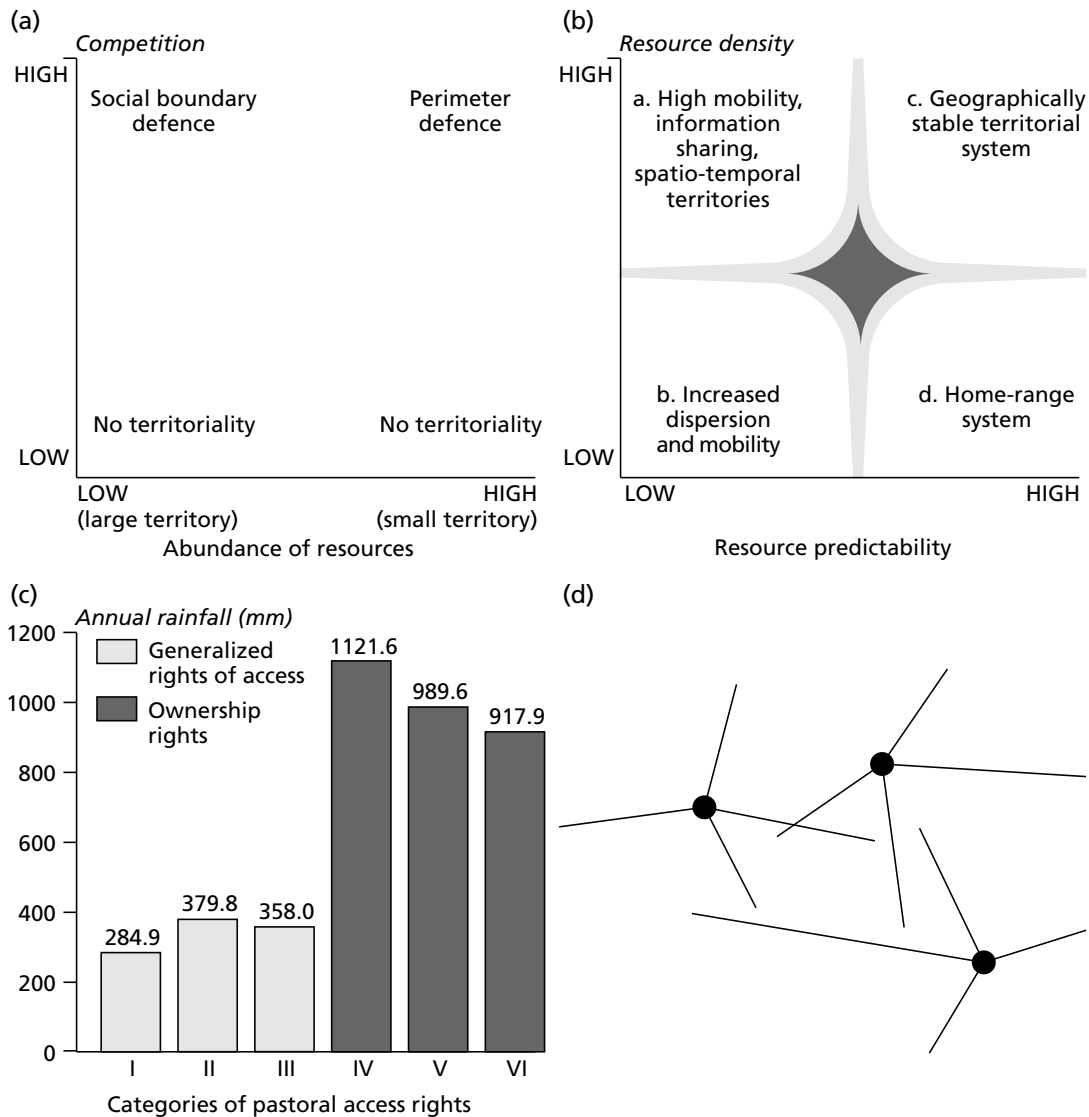 (a)
Competition
HIGH
Social boundary
defence
Perimeter
defence
No territoriality
No territoriality
LOW
LOW
(large territory)
HIGH
(small territory)
Abundance of resources
(b)
Resource density
HIGH
a. High mobility,
information
sharing,
spatio-temporal
territories
c. Geographically
stable territorial
system
b. Increased
dispersion
and mobility
d. Home-range
system
LOW
LOW
HIGH
Resource predictability
(c)
Annual rainfall (mm)
1200
1000
800
600
400
200
0
Generalized
rights of access
Ownership
rights
284.9
379.8
358.0
1121.6
989.6
917.9
I
II
III
IV
V
VI
Categories of pastoral access rights
(d)